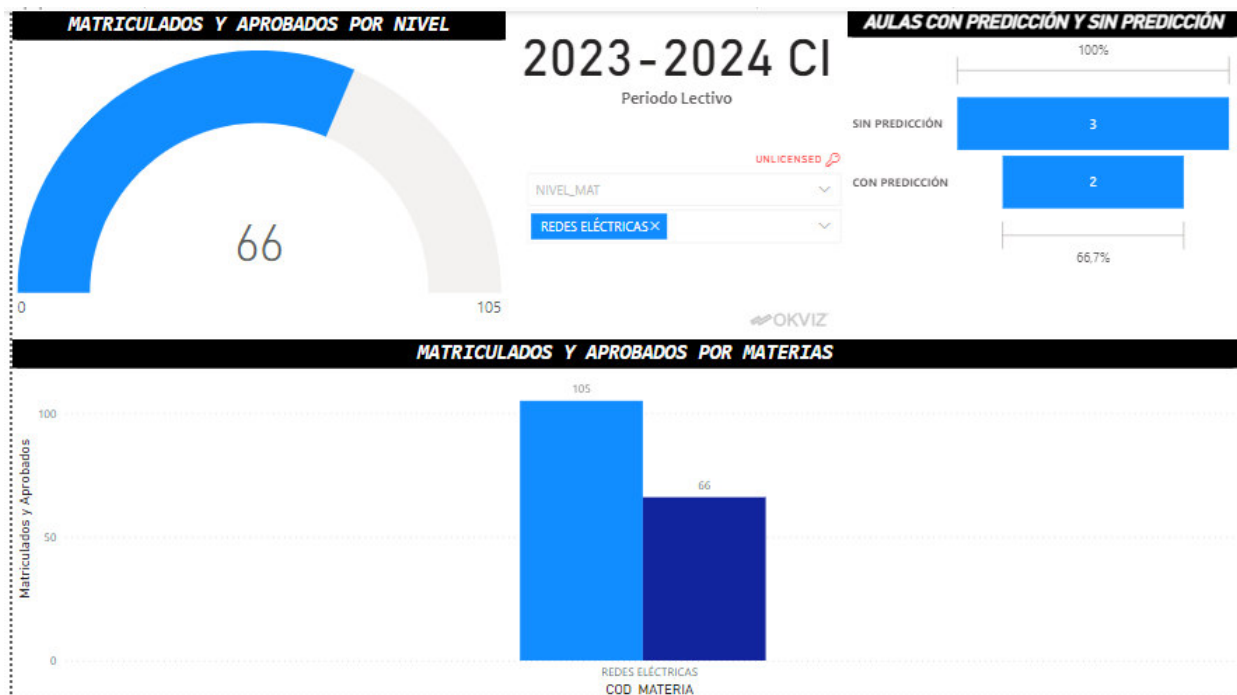 MATRICULADOS Y APROBADOS POR NIVEL
66
0
105
2023-2024 CI
Periodo Lectivo
UNLICENSED
NIVEL_MAT
REDES ELÉCTRICAS×
OKVIZ
AULAS CON PREDICCIÓN Y SIN PREDICCIÓN
100%
SIN PREDICCIÓN
3
CON PREDICCIÓN
2
66,7%
MATRICULADOS Y APROBADOS POR MATERIAS
Matriculados y Aprobados
100
50
0
105
66
REDES ELÉCTRICAS
COD_MATERIA